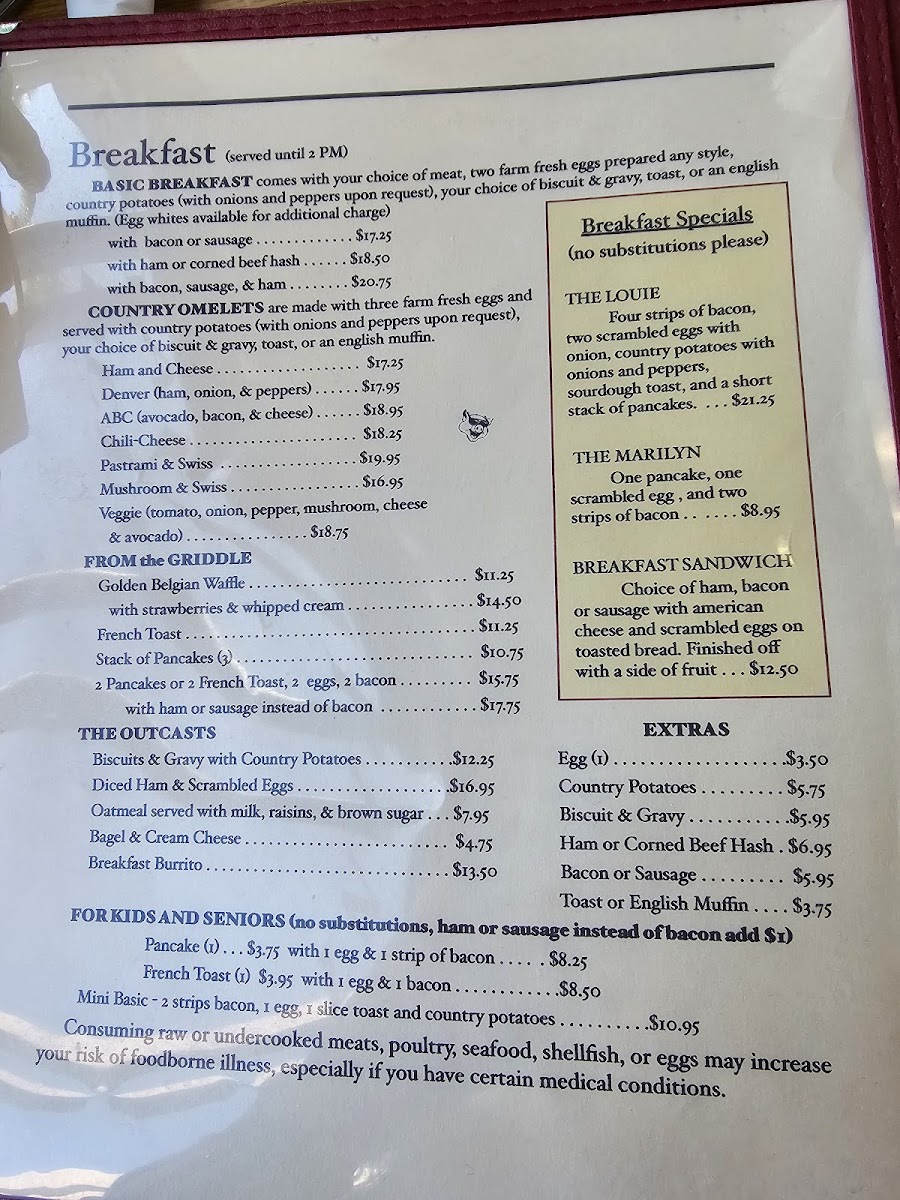 Breakfast (served until 2 PM)
BASIC BREAKFAST comes with your choice of meat, two farm fresh eggs prepared any style,
country potatoes (with onions and peppers upon request), your choice of biscuit & gravy, toast, or an english
muffin. (Egg whites available for additional charge)
with bacon or sausage . . . . . . . . . . . . . $17.25
with ham or corned beef hash . . . . . . $18.50
with bacon, sausage, & ham . . . . . . . . $20.75
COUNTRY OMELETS are made with three farm fresh eggs and
served with country potatoes (with onions and peppers upon request),
your choice of biscuit & gravy, toast, or an english muffin.
Ham and Cheese . . . . . . . . . . . . . . . . . . . $17.25
Denver (ham, onion, & peppers) . . . . . . $17.95
ABC (avocado, bacon, & cheese) . . . . . . $18.95
Chili-Cheese . . . . . . . . . . . . . . . . . . . . . . $18.25
Pastrami & Swiss . . . . . . . . . . . . . . . . . . $19.95
Mushroom & Swiss . . . . . . . . . . . . . . . . . $16.95
Veggie (tomato, onion, pepper, mushroom, cheese
& avocado) . . . . . . . . . . . . . . . . $18.75
FROM the GRIDDLE
Golden Belgian Waffle . . . . . . . . . . . . . . . . . . . . . . . . . . . . . $11.25
with strawberries & whipped cream . . . . . . . . . . . . . . . . . $14.50
French Toast . . . . . . . . . . . . . . . . . . . . . . . . . . . . . . . . . . . . . . $11.25
Stack of Pancakes (3) . . . . . . . . . . . . . . . . . . . . . . . . . . . . . . . $10.75
2 Pancakes or 2 French Toast, 2 eggs, 2 bacon . . . . . . . . . $15.75
with ham or sausage instead of bacon . . . . . . . . . . . . $17.75
THE OUTCASTS
Biscuits & Gravy with Country Potatoes . . . . . . . . . . . .$12.25
Diced Ham & Scrambled Eggs . . . . . . . . . . . . . . . . . . . .$16.95
Oatmeal served with milk, raisins, & brown sugar . . . $7.95
Bagel & Cream Cheese . . . . . . . . . . . . . . . . . . . . . . . . . . $4.75
Breakfast Burrito . . . . . . . . . . . . . . . . . . . . . . . . . . . . . . . . $13.50
Breakfast Specials
(no substitutions please)
THE LOUIE
Four strips of bacon,
two scrambled eggs with
onion, country potatoes with
onions and peppers,
sourdough toast, and a short
stack of pancakes. . . . . $21.25
THE MARILYN
One pancake, one
scrambled egg , and two
strips of bacon . . . . . . . $8.95
BREAKFAST SANDWICH
Choice of ham, bacon
or sausage with american
cheese and scrambled eggs on
toasted bread. Finished off
with a side of fruit . . . $12.50
EXTRAS
Egg (1) . . . . . . . . . . . . . . . . . . .$3.50
Country Potatoes . . . . . . . . . $5.75
Biscuit & Gravy . . . . . . . . . . .$5.95
Ham or Corned Beef Hash . $6.95
Bacon or Sausage . . . . . . . . . $5.95
Toast or English Muffin . . . . $3.75
FOR KIDS AND SENIORS (no substitutions, ham or sausage instead of bacon add $1)
Pancake (1) . . . $3.75 with 1 egg & 1 strip of bacon . . . . . $8.25
French Toast (1) $3.95 with 1 egg & 1 bacon . . . . . . . . . . . .$8.50
Mini Basic - 2 strips bacon, 1 egg, 1 slice toast and country potatoes . . . . . . . . . .$10.95
Consuming raw or undercooked meats, poultry, seafood, shellfish, or eggs may increase
your risk of foodborne illness, especially if you have certain medical conditions.